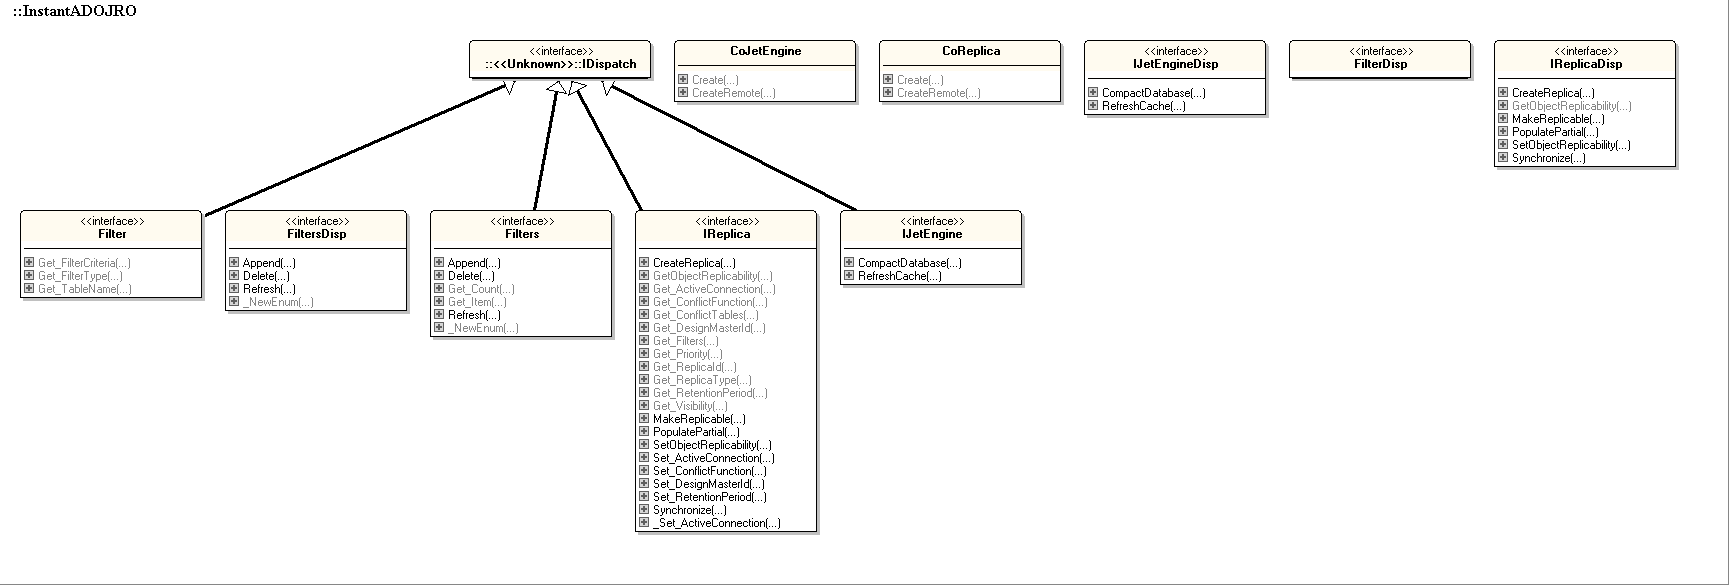 ::InstantADOJRO
<<interface>>
::<<Unknown>>::IDispatch
CoJetEngine
Create(...)
CreateRemote(...)
CoReplica
Create(...)
CreateRemote(...)
<<interface>>
IJetEngineDisp
CompactDatabase(...)
RefreshCache(...)
<<interface>>
FilterDisp
<<interface>>
IReplicaDisp
CreateReplica(...)
GetObjectReplicability(...)
MakeReplicable(...)
PopulatePartial(...)
SetObjectReplicability(...)
Synchronize(...)
<<interface>>
Filter
Get_FilterCriteria(...)
Get_FilterType(...)
Get_TableName(...)
<<interface>>
FiltersDisp
Append(...)
Delete(...)
Refresh(...)
_NewEnum(...)
<<interface>>
Filters
Append(...)
Delete(...)
Get_Count(...)
Get_Item(...)
Refresh(...)
_NewEnum(...)
<<interface>>
IReplica
CreateReplica(...)
GetObjectReplicability(...)
Get_ActiveConnection(...)
Get_ConflictFunction(...)
Get_ConflictTables(...)
Get_DesignMasterId(...)
Get_Filters(...)
Get_Priority(...)
Get_ReplicaId(...)
Get_ReplicaType(...)
Get_RetentionPeriod(...)
Get_Visibility(...)
MakeReplicable(...)
PopulatePartial(...)
SetObjectReplicability(...)
Set_ActiveConnection(...)
Set_ConflictFunction(...)
Set_DesignMasterId(...)
Set_RetentionPeriod(...)
Synchronize(...)
_Set_ActiveConnection(...)
<<interface>>
IJetEngine
CompactDatabase(...)
RefreshCache(...)